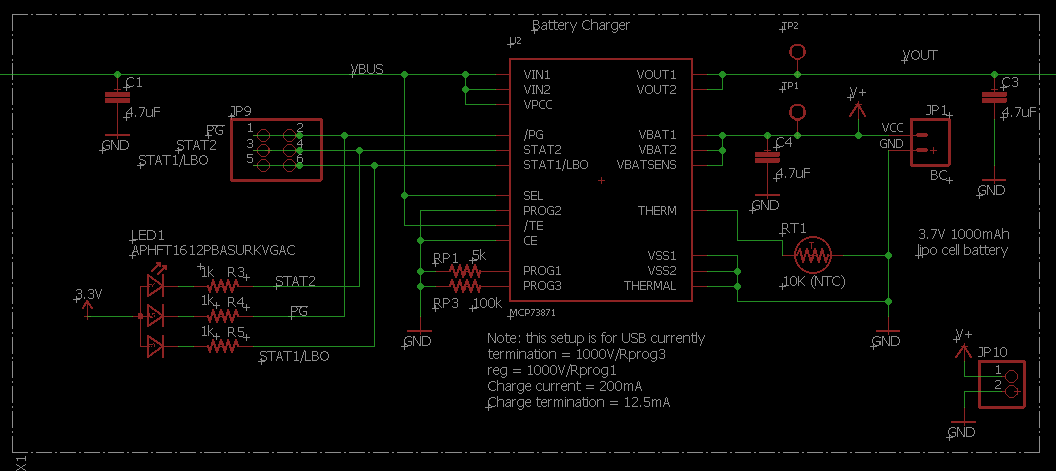 Battery Charger
U2
TP2
TP1
VBUS
VOUT
C1
4.7uF
GND
JP9
PG
STAT2
STAT1/LBO
1 2
3 4
5 6
VIN1
VIN2
VPCC
/PG
STAT2
STAT1/LBO
SEL
PROG2
/TE
CE
PROG1
PROG3
VOUT1
VOUT2
VBAT1
VBAT2
VBATSENS
THERM
VSS1
VSS2
THERMAL
MCP73871
V+
C4
4.7uF
GND
JP1
VCC
GND
BC
C3
4.7uF
GND
RT1
10K (NTC)
3.7V 1000mAh
lipo cell battery
LED1
APHFT1612PBASURKVGAC
3.3V
1k R3
STAT2
1k R4
PG
1k R5
STAT1/LBO
RP1 5k
RP3 100k
GND
GND
Note: this setup is for USB currently
termination = 1000V/Rprog3
reg = 1000V/Rprog1
Charge current = 200mA
Charge termination = 12.5mA
V+
JP10
1
2
GND
X1